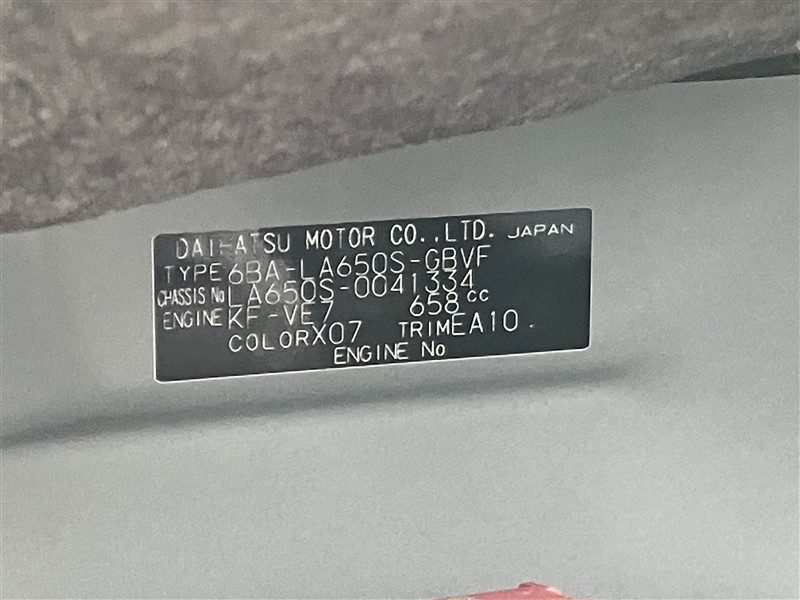 DAIHATSU MOTOR CO.,LTD. JAPAN
TYPE 6BA-LA650S-GBVF
CHASSIS No LA650S-0041334
ENGINE KF-VE7 658cc
COLOR X07 TRIM EA10
ENGINE No